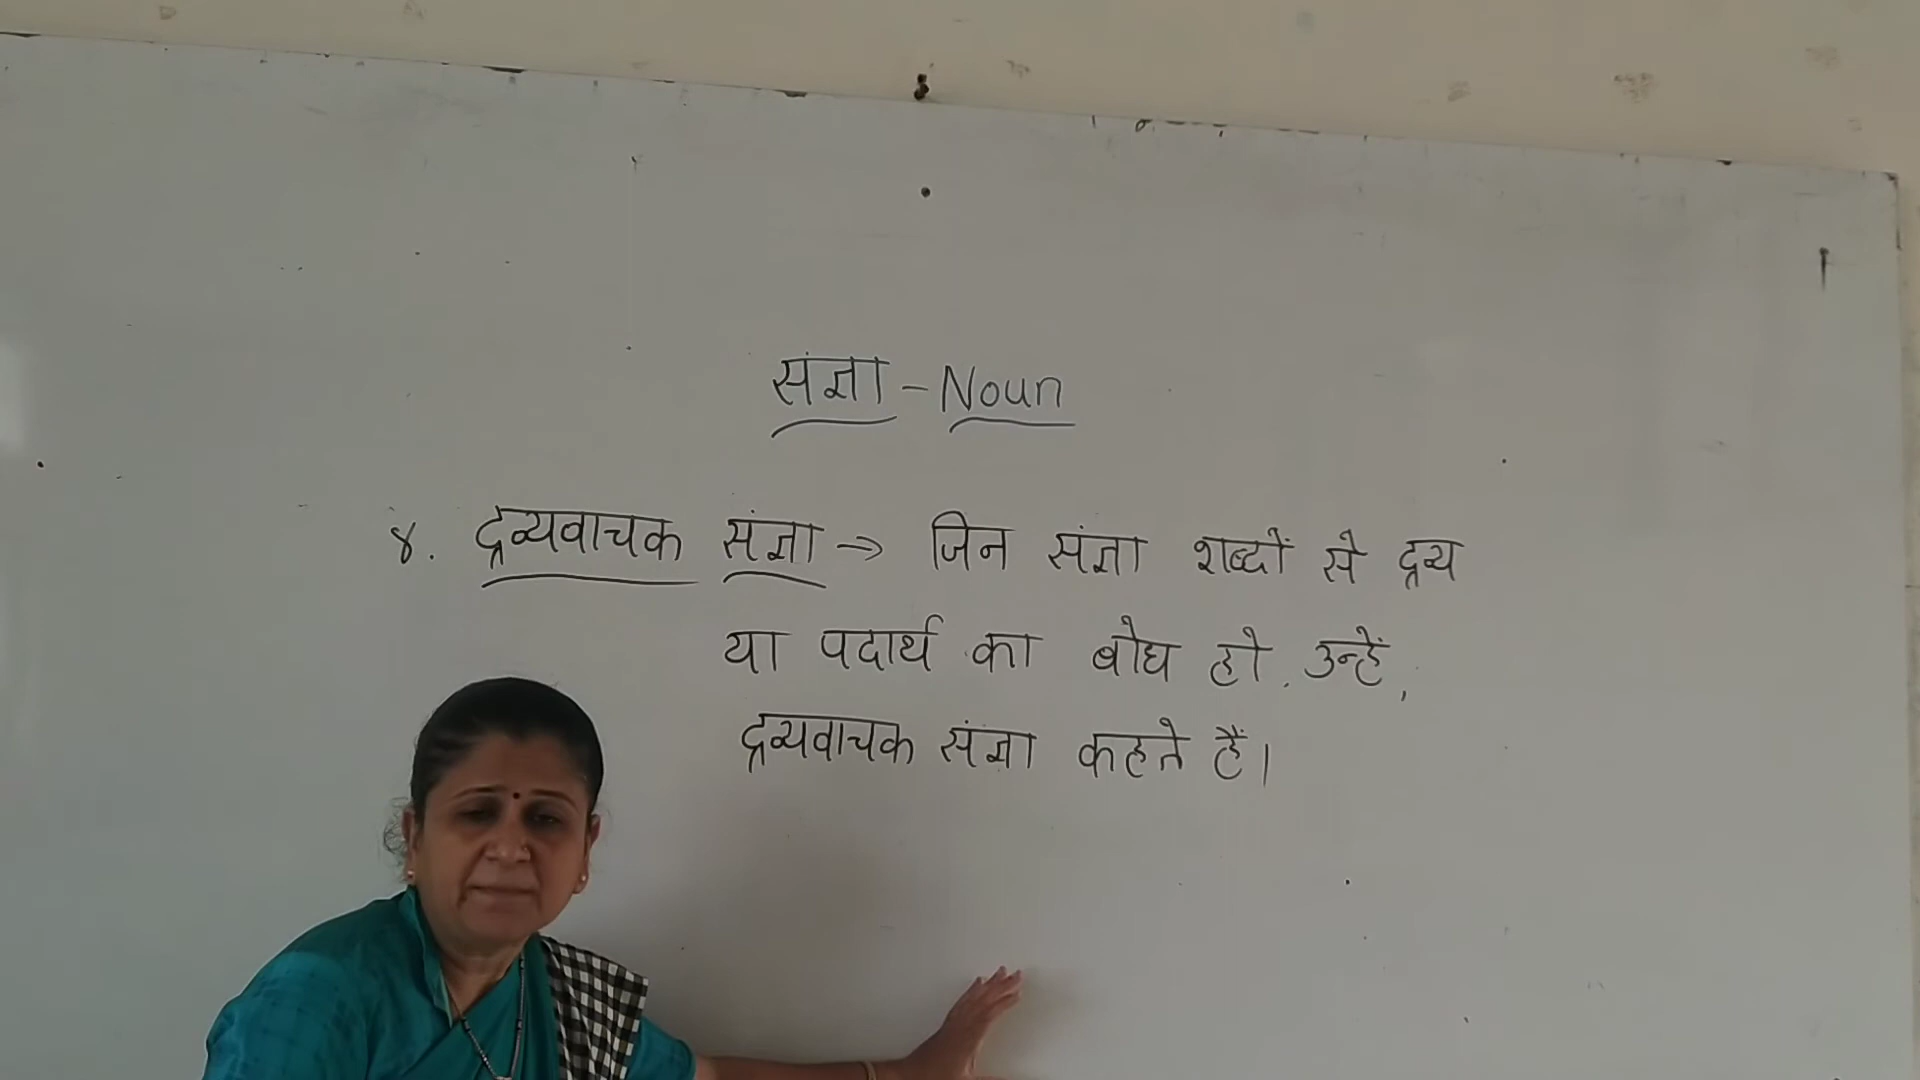 संज्ञा - Noun
४. द्रव्यवाचक संज्ञा → जिन संज्ञा शब्दों से द्रव्य
या पदार्थ का बोध हो, उन्हें,
द्रव्यवाचक संज्ञा कहते हैं।